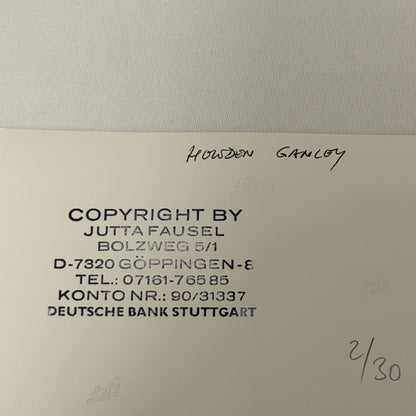 HOWDEN GANLEY
COPYRIGHT BY
JUTTA FAUSEL
BOLZWEG 5/1
D-7320 GÖPPINGEN-8
TEL.: 07161-76585
KONTO NR.: 90/31337
DEUTSCHE BANK STUTTGART
2/30